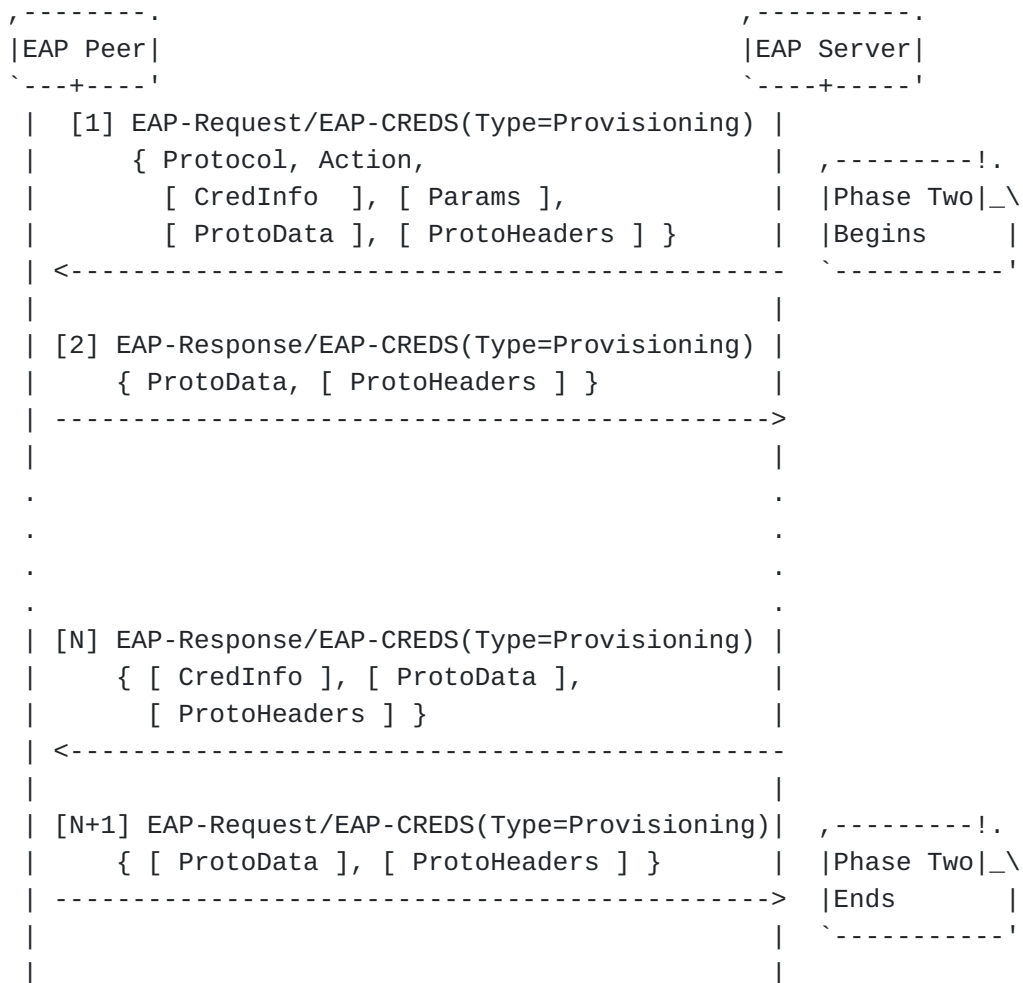 ,--------.                                      ,----------.
|EAP Peer|                                      |EAP Server|
`---+----'                                      `----+-----'
 |  [1] EAP-Request/EAP-CREDS(Type=Provisioning) |
 |      { Protocol, Action,                      |  ,---------!.
 |        [ CredInfo  ], [ Params ],             |  |Phase Two|_\
 |        [ ProtoData ], [ ProtoHeaders ] }      |  |Begins     |
 | <----------------------------------------------  `-----------'
 |                                               |
 | [2] EAP-Response/EAP-CREDS(Type=Provisioning) |
 |     { ProtoData, [ ProtoHeaders ] }           |
 | ---------------------------------------------->
 |                                               |
 .                                               .
 .                                               .
 .                                               .
 .                                               .
 | [N] EAP-Response/EAP-CREDS(Type=Provisioning) |
 |     { [ CredInfo ], [ ProtoData ],            |
 |       [ ProtoHeaders ] }                      |
 | <----------------------------------------------
 |                                               |
 | [N+1] EAP-Request/EAP-CREDS(Type=Provisioning)|  ,---------!.
 |     { [ ProtoData ], [ ProtoHeaders ] }       |  |Phase Two|_\
 | ---------------------------------------------->  |Ends       |
 |                                               |  `-----------'
 |                                               |